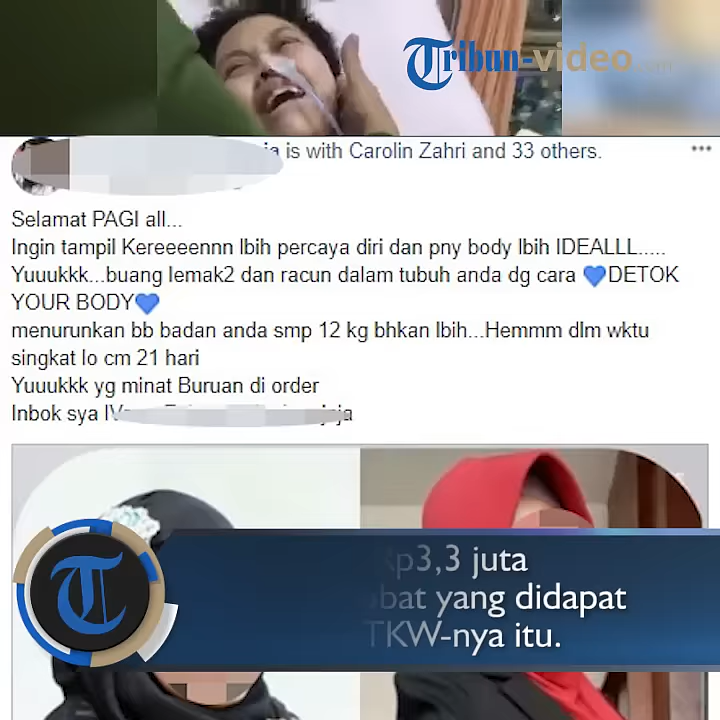 Tribun-video.com
is with Carolin Zahri and 33 others.
Selamat PAGI all...
Ingin tampil Kereeeennn lbih percaya diri dan pny body lbih IDEALLL.....
Yuuukkk...buang lemak2 dan racun dalam tubuh anda dg cara 💙DETOK
YOUR BODY💙
menurunkan bb badan anda smp 12 kg bhkan lbih...Hemmm dlm wktu
singkat lo cm 21 hari
Yuuukkk yg minat Buruan di order
Inbok sya
Rp3,3 juta
obat yang didapat
TKW-nya itu.